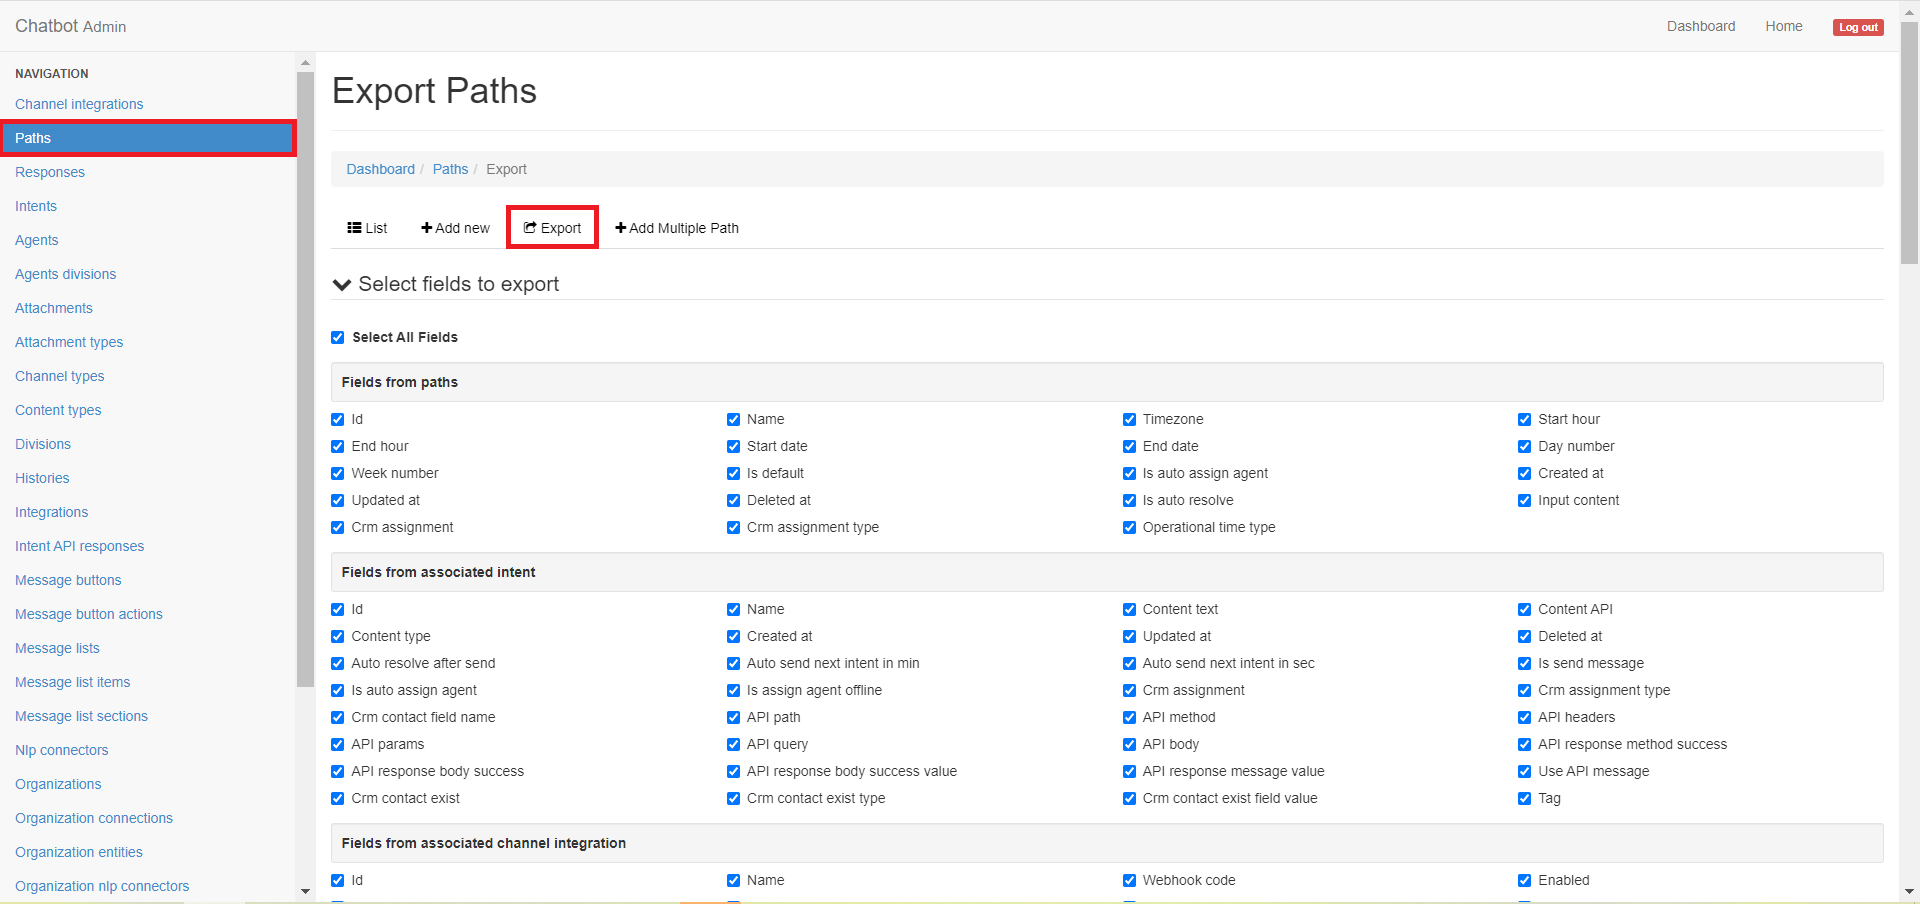 Chatbot Admin
Dashboard Home Log out
NAVIGATION
Channel integrations
Paths
Responses
Intents
Agents
Agents divisions
Attachments
Attachment types
Channel types
Content types
Divisions
Histories
Integrations
Intent API responses
Message buttons
Message button actions
Message lists
Message list items
Message list sections
Nlp connectors
Organizations
Organization connections
Organization entities
Organization nlp connectors
Export Paths
Dashboard / Paths / Export
List Add new Export Add Multiple Path
Select fields to export
Select All Fields
Fields from paths
Id Name Timezone Start hour
End hour Start date End date Day number
Week number Is default Is auto assign agent Created at
Updated at Deleted at Is auto resolve Input content
Crm assignment Crm assignment type Operational time type
Fields from associated intent
Id Name Content text Content API
Content type Created at Updated at Deleted at
Auto resolve after send Auto send next intent in min Auto send next intent in sec Is send message
Is auto assign agent Is assign agent offline Crm assignment Crm assignment type
Crm contact field name API path API method API headers
API params API query API body API response method success
API response body success API response body success value API response message value Use API message
Crm contact exist Crm contact exist type Crm contact exist field value Tag
Fields from associated channel integration
Id Name Webhook code Enabled